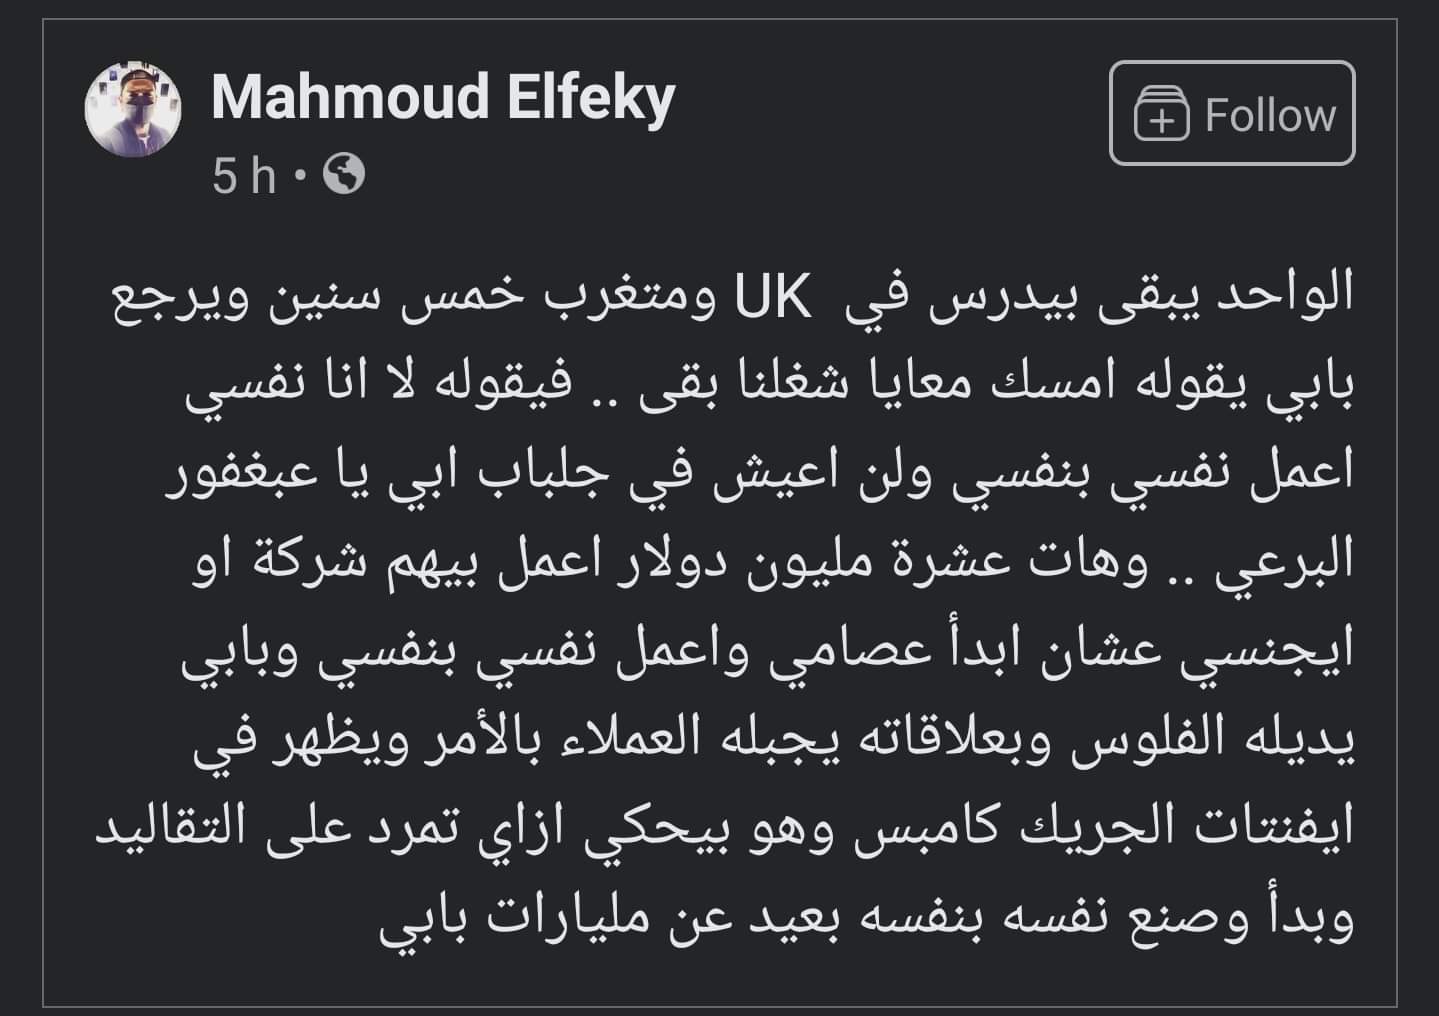 Mahmoud Elfeky
Follow
5 h
الواحد يبقى بيدرس في UK ومتغرب خمس سنين ويرجع
بابي يقوله امسك معايا شغلنا بقى .. فيقوله لا انا نفسي
اعمل نفسي بنفسي ولن اعيش في جلباب ابي يا عبغفور
البرعي .. وهات عشرة مليون دولار اعمل بيهم شركة او
ايجنسي عشان ابدأ عصامي واعمل نفسي بنفسي وبابي
يديله الفلوس وبعلاقاته يجبله العملاء بالأمر ويظهر في
ايفنتات الجريك كامبس وهو بيحكي ازاي تمرد على التقاليد
وبدأ وصنع نفسه بنفسه بعيد عن مليارات بابي